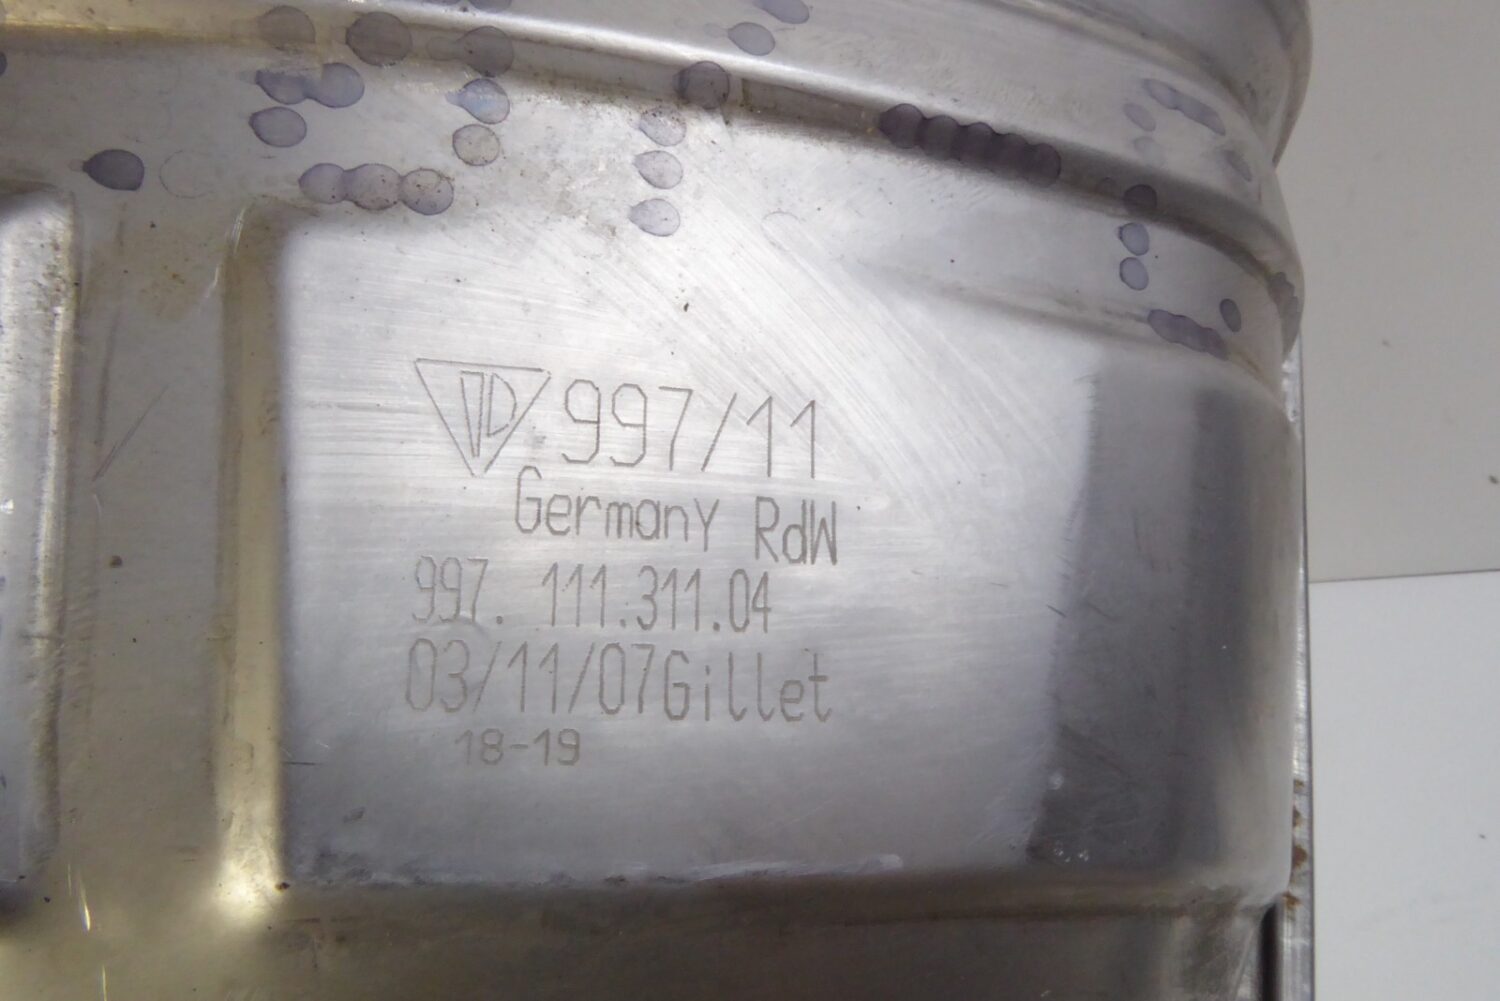 997/11
Germany RdW
997. 111.311.04
03/11/07Gillet
18-19